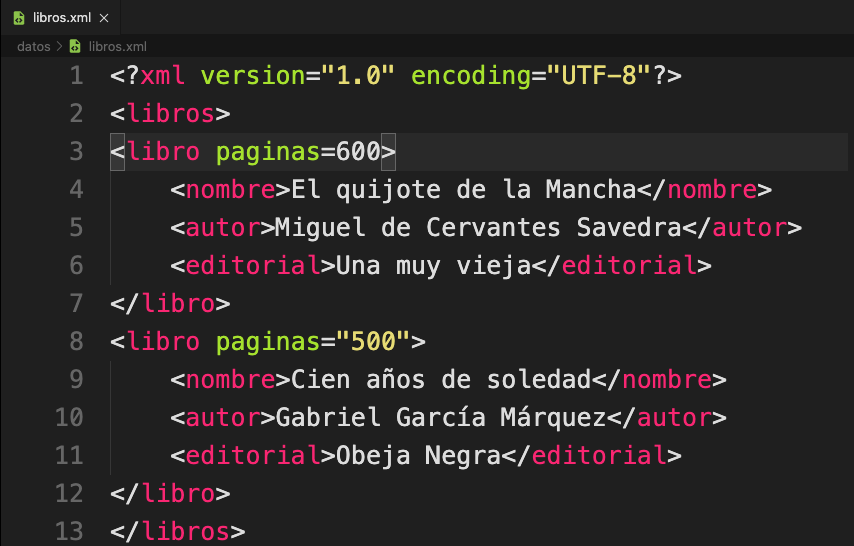 libros.xml
datos > libros.xml
1 <?xml version="1.0" encoding="UTF-8"?>
2 <libros>
3 <libro paginas=600>
4 <nombre>El quijote de la Mancha</nombre>
5 <autor>Miguel de Cervantes Savedra</autor>
6 <editorial>Una muy vieja</editorial>
7 </libro>
8 <libro paginas="500">
9 <nombre>Cien años de soledad</nombre>
10 <autor>Gabriel García Márquez</autor>
11 <editorial>Obeja Negra</editorial>
12 </libro>
13 </libros>